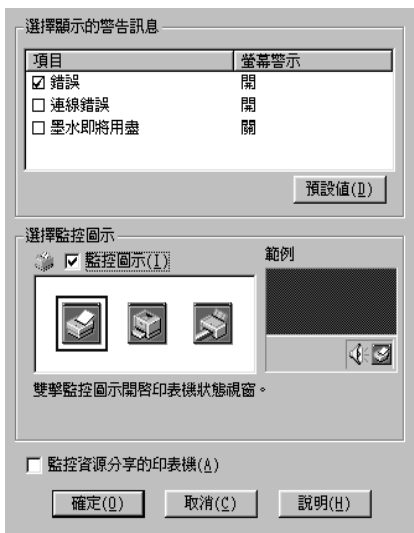 選擇顯示的警告訊息
項目 螢幕警示
錯誤 開
連線錯誤 開
墨水即將用盡 關
預設值(D)
選擇監控圖示
監控圖示(I) 範例
雙擊監控圖示開啓印表機狀態視窗。
監控資源分享的印表機(A)
確定(O) 取消(C) 説明(H)